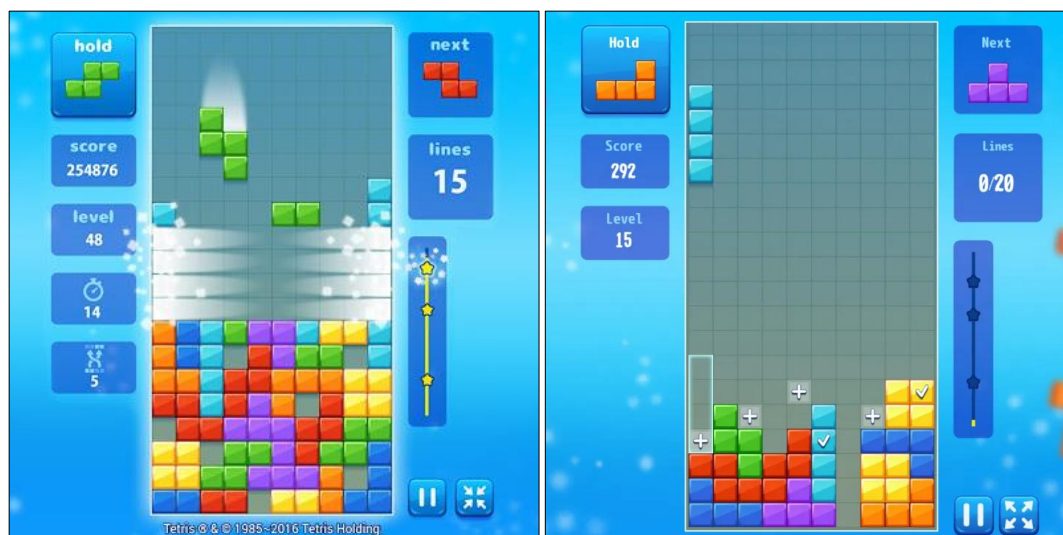 hold
next
score
254876
lines
15
level
48
14
5
Tetris ® & © 1985~2016 Tetris Holding.
Hold
Next
Score
292
Lines
0/20
Level
15